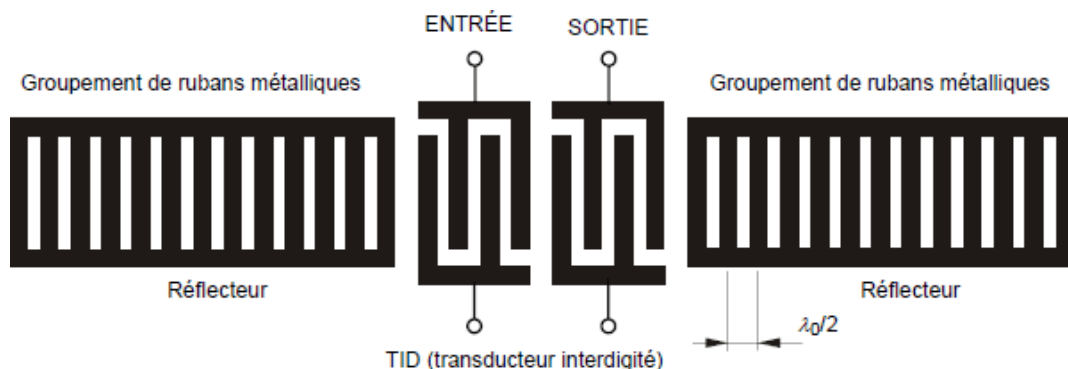 ENTRÉE
SORTIE
Groupement de rubans métalliques
Groupement de rubans métalliques
Réflecteur
Réflecteur
λ0/2
TID (transducteur interdigité)